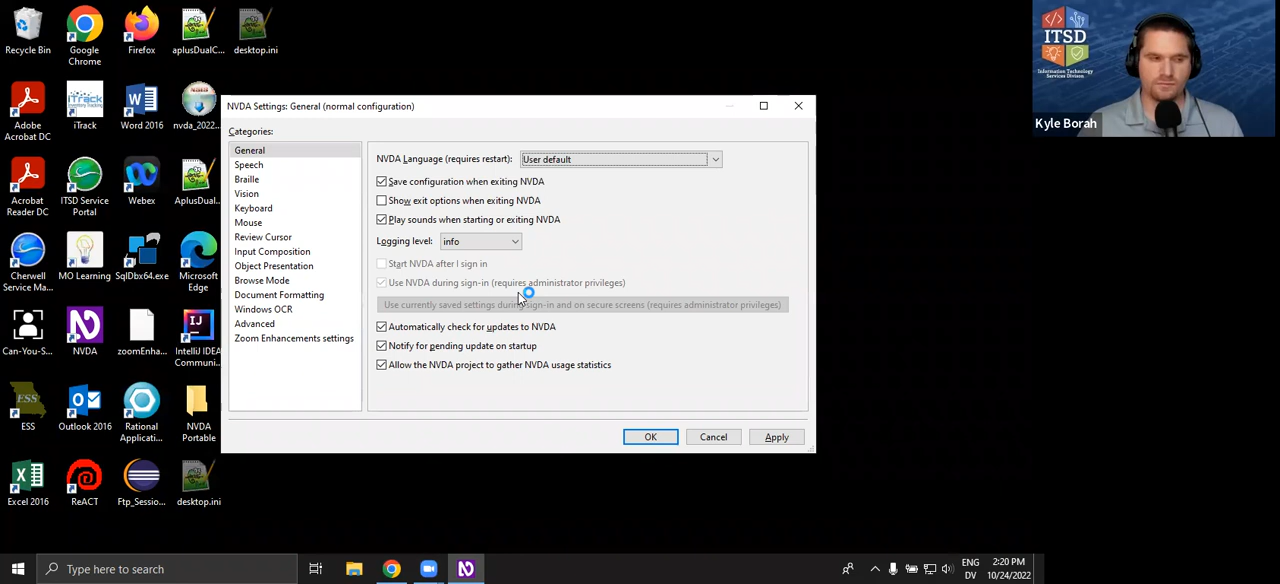 Recycle Bin
Google Chrome
Firefox
aplusDualC...
desktop.ini
Adobe Acrobat DC
iTrack
iTrack
Word 2016
nvda_2022...
Acrobat Reader DC
ITSD Service Portal
Webex
AplusDual...
Cherwell Service Ma...
MO Learning
SqlDbx64.exe
Microsoft Edge
Can-You-S...
NVDA
zoomEnha...
IntelliJ IDEA Communi...
ESS
ESS
Outlook 2016
Rational Applicati...
NVDA Portable
Excel 2016
ReACT
Ftp_Sessio...
desktop.ini
NVDA Settings: General (normal configuration)
Categories:
General
Speech
Braille
Vision
Keyboard
Mouse
Review Cursor
Input Composition
Object Presentation
Browse Mode
Document Formatting
Windows OCR
Advanced
Zoom Enhancements settings
NVDA Language (requires restart): User default
Save configuration when exiting NVDA
Show exit options when exiting NVDA
Play sounds when starting or exiting NVDA
Logging level: info
Start NVDA after I sign in
Use NVDA during sign-in (requires administrator privileges)
Use currently saved settings during sign-in and on secure screens (requires administrator privileges)
Automatically check for updates to NVDA
Notify for pending update on startup
Allow the NVDA project to gather NVDA usage statistics
OK
Cancel
Apply
ITSD
Information Technology
Services Division
Kyle Borah
Type here to search
ENG
DV
2:20 PM
10/24/2022